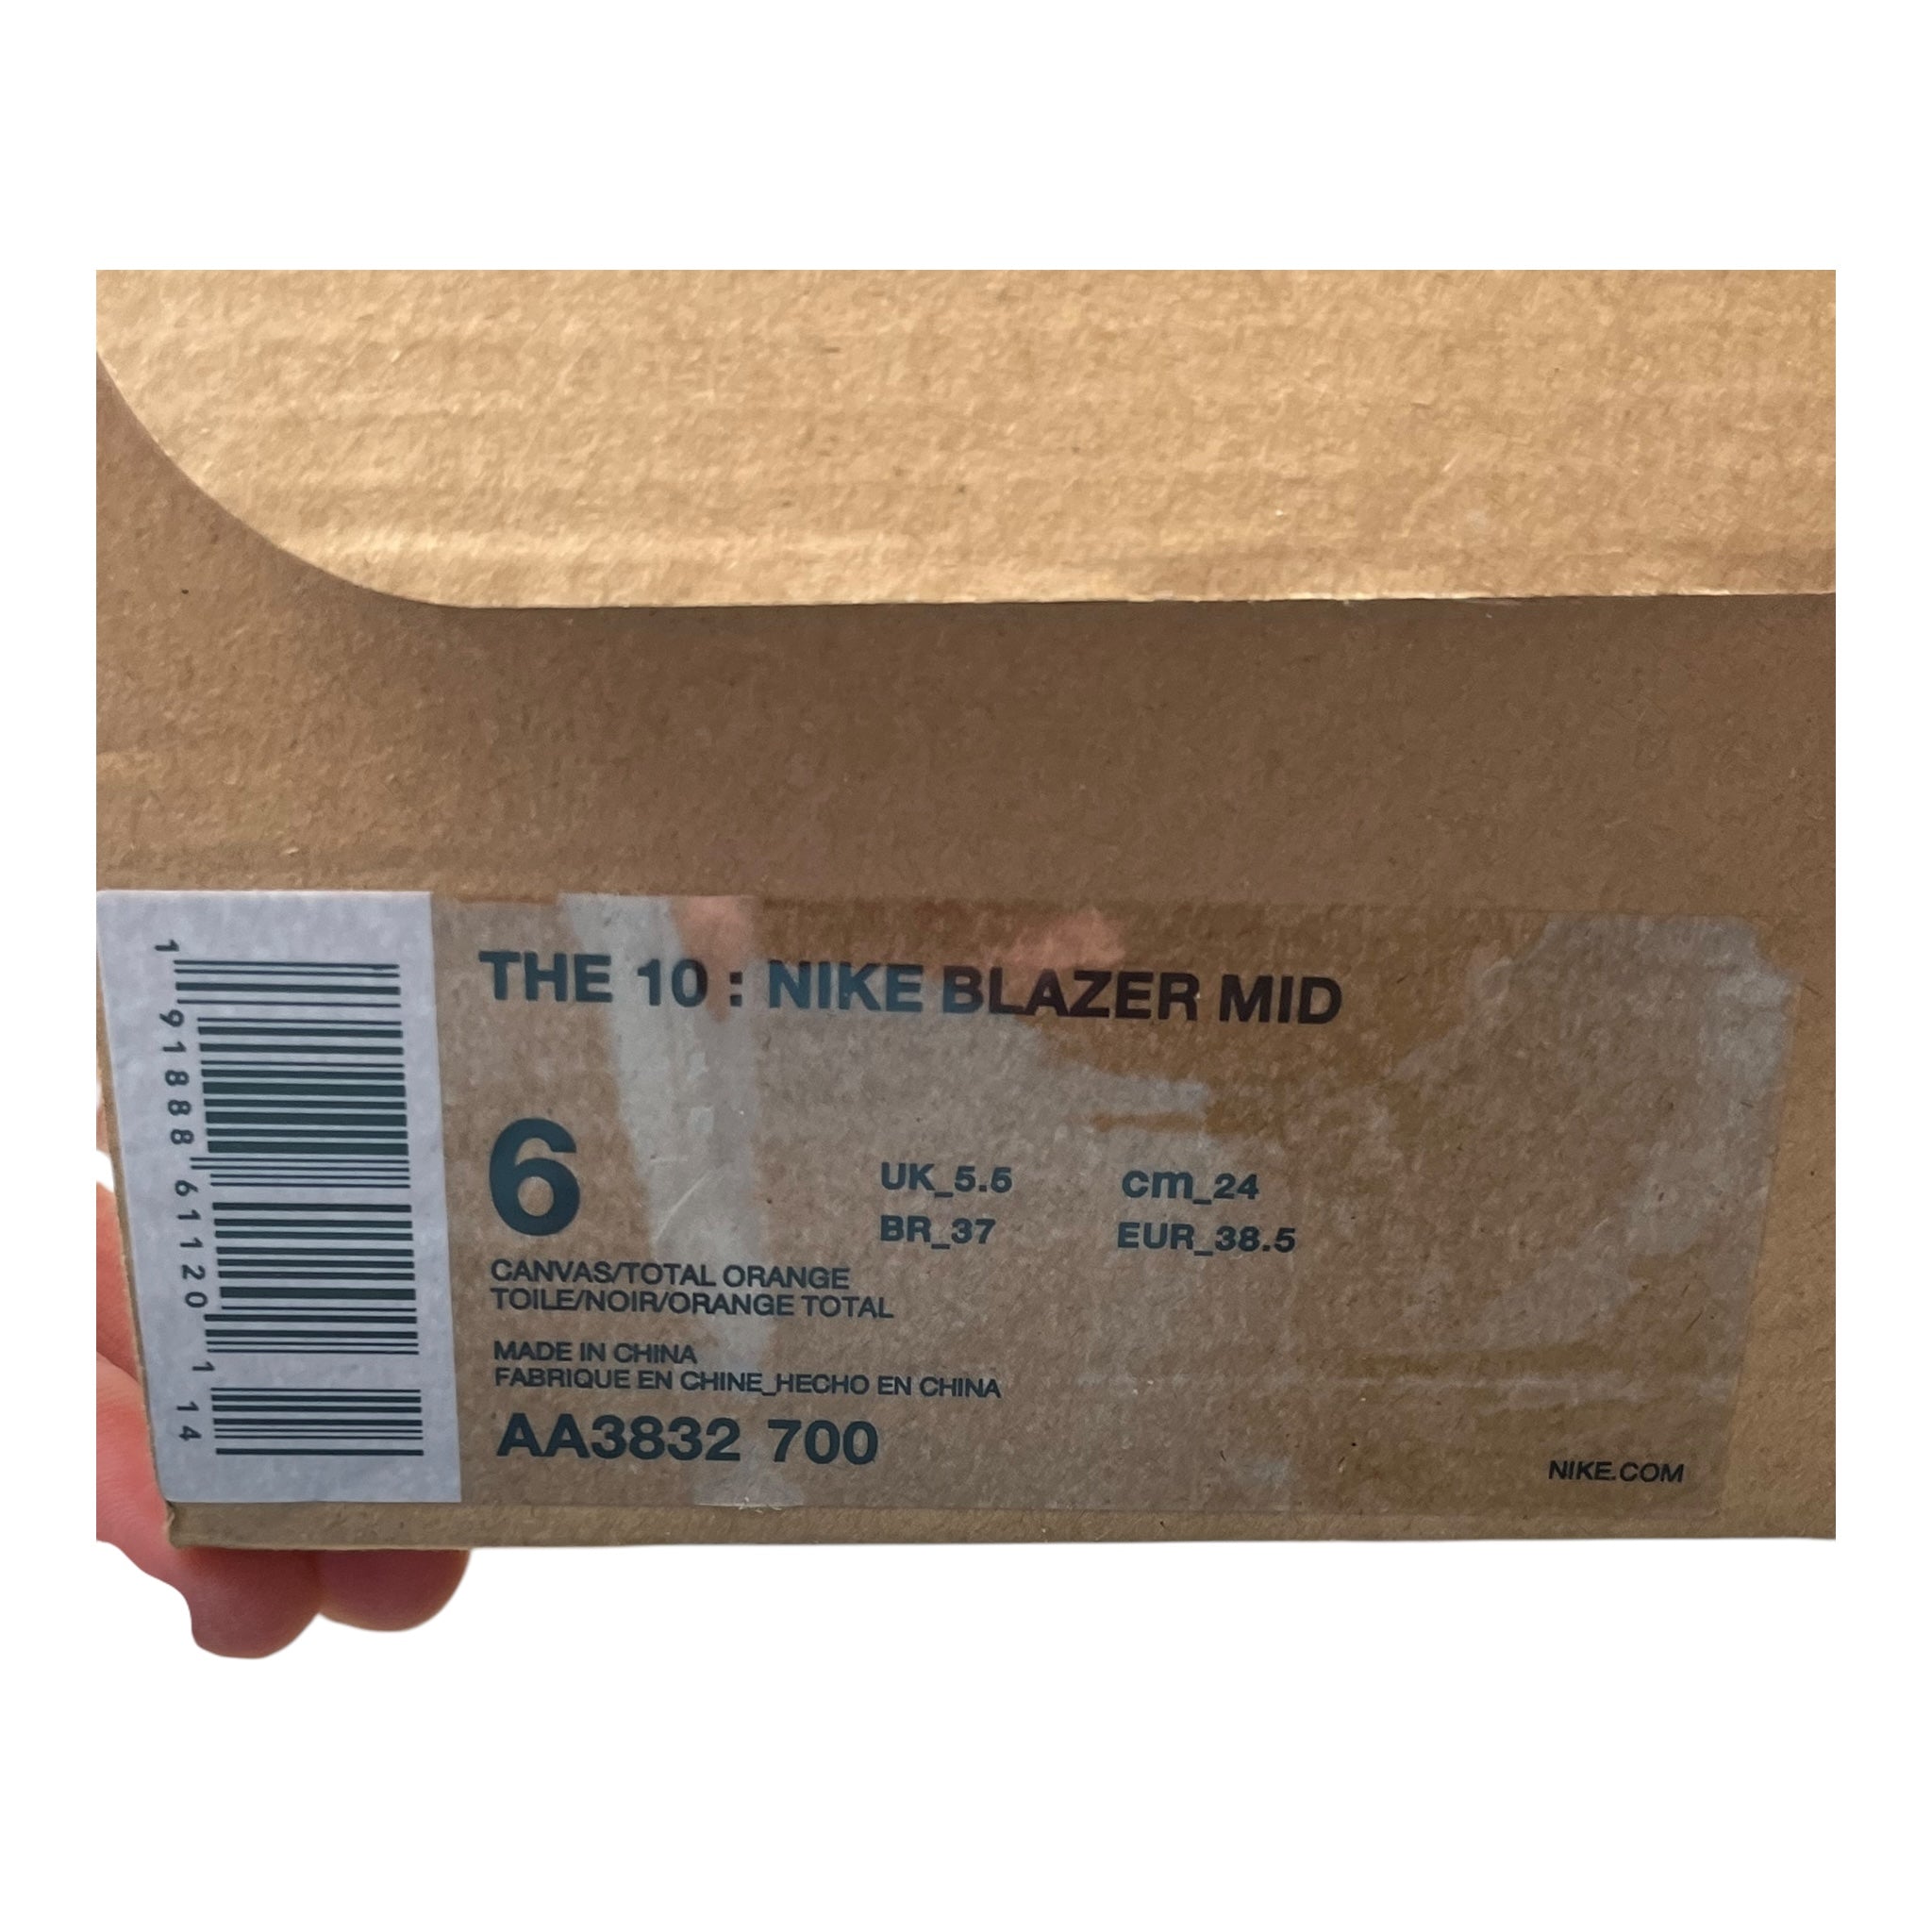 THE 10 : NIKE BLAZER MID
6
UK_5.5 cm_24
BR_37 EUR_38.5
CANVAS/TOTAL ORANGE
TOILE/NOIR/ORANGE TOTAL
MADE IN CHINA
FABRIQUE EN CHINE_HECHO EN CHINA
AA3832 700
NIKE.COM
1 91888 61120 1 14